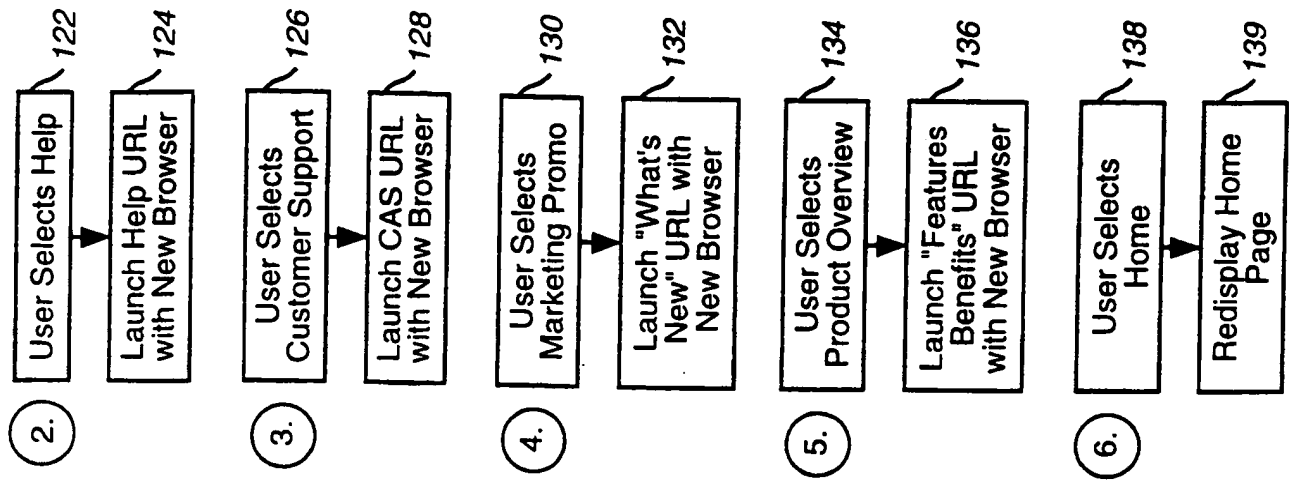 2.
User Selects Help
122
Launch Help URL
with New Browser
124
3.
User Selects
Customer Support
126
Launch CAS URL
with New Browser
128
4.
User Selects
Marketing Promo
130
Launch "What's
New" URL with
New Browser
132
5.
User Selects
Product Overview
134
Launch "Features
Benefits" URL
with New Browser
136
6.
User Selects
Home
138
Redisplay Home
Page
139